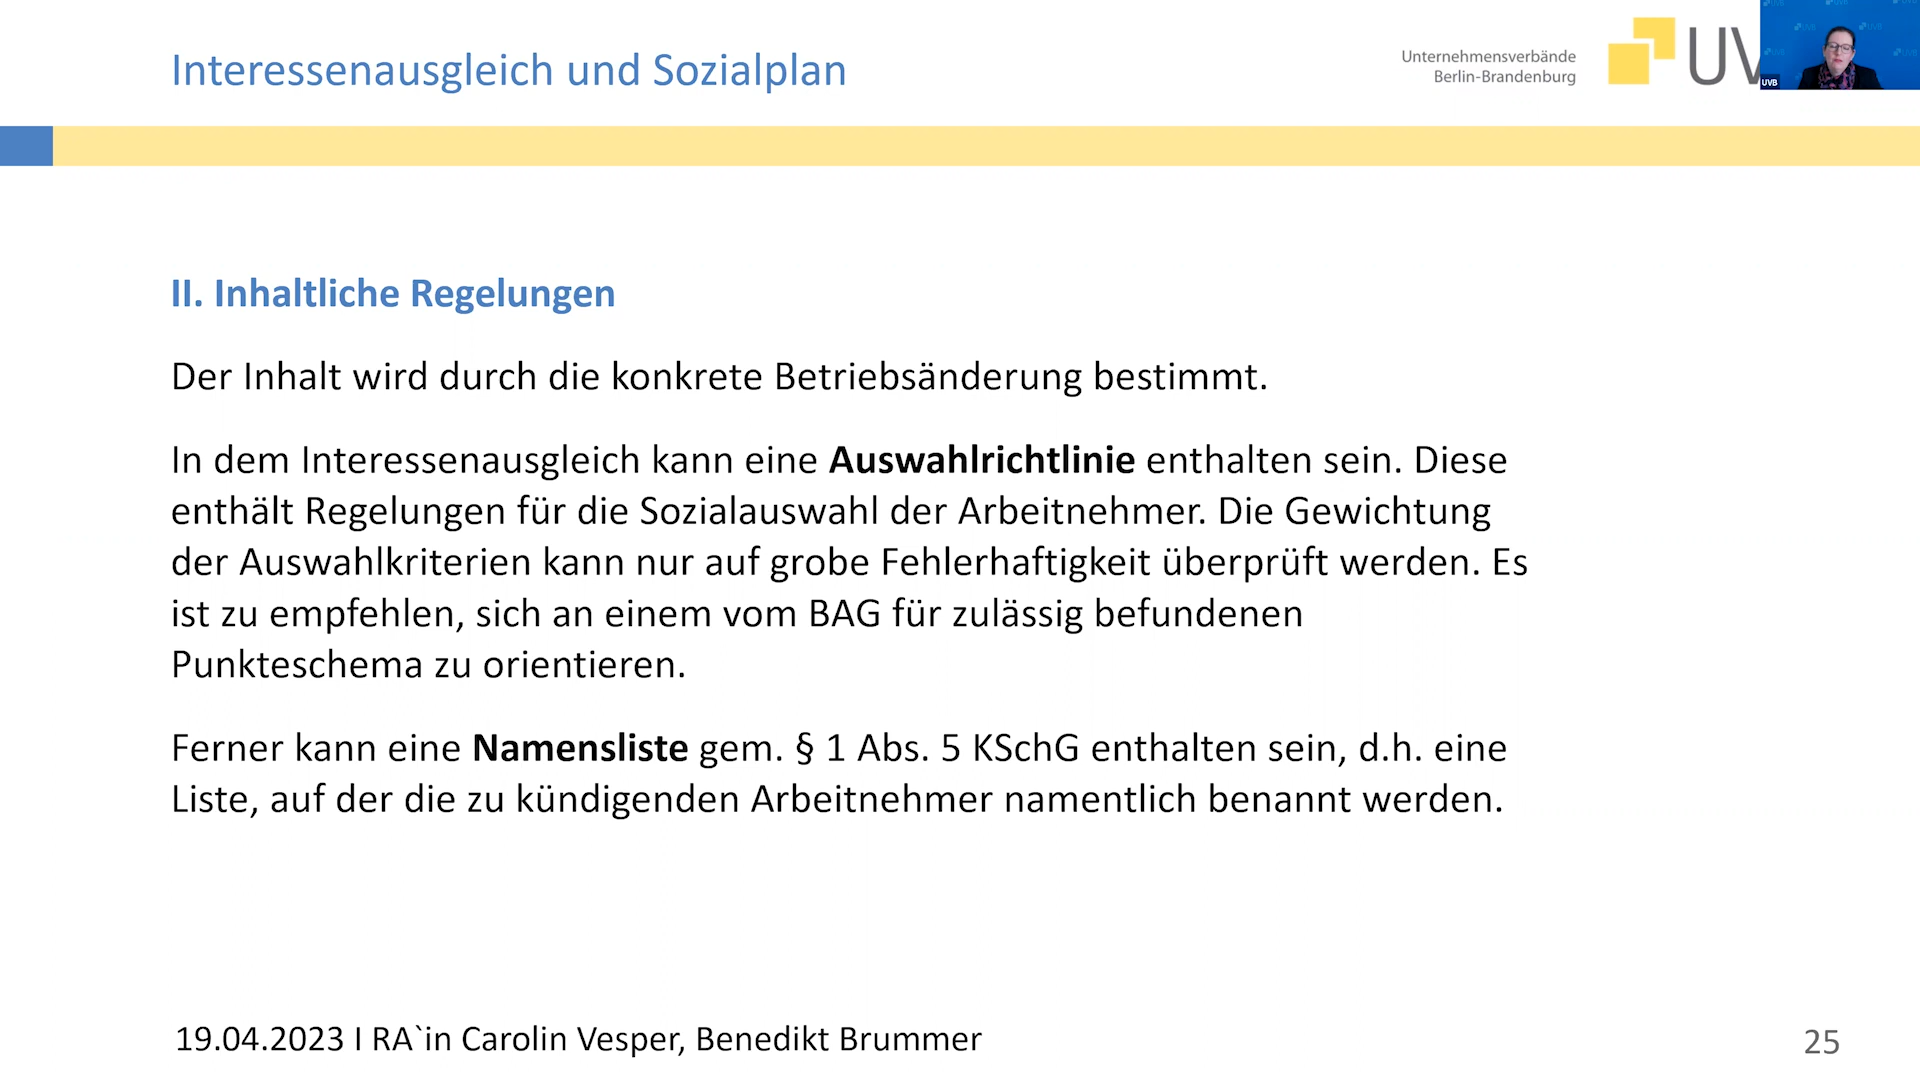 Interessenausgleich und Sozialplan
Unternehmensverbände
Berlin-Brandenburg
UV
UVB
II. Inhaltliche Regelungen
Der Inhalt wird durch die konkrete Betriebsänderung bestimmt.
In dem Interessenausgleich kann eine Auswahlrichtlinie enthalten sein. Diese
enthält Regelungen für die Sozialauswahl der Arbeitnehmer. Die Gewichtung
der Auswahlkriterien kann nur auf grobe Fehlerhaftigkeit überprüft werden. Es
ist zu empfehlen, sich an einem vom BAG für zulässig befundenen
Punkteschema zu orientieren.
Ferner kann eine Namensliste gem. § 1 Abs. 5 KSchG enthalten sein, d.h. eine
Liste, auf der die zu kündigenden Arbeitnehmer namentlich benannt werden.
19.04.2023 I RA`in Carolin Vesper, Benedikt Brummer
25